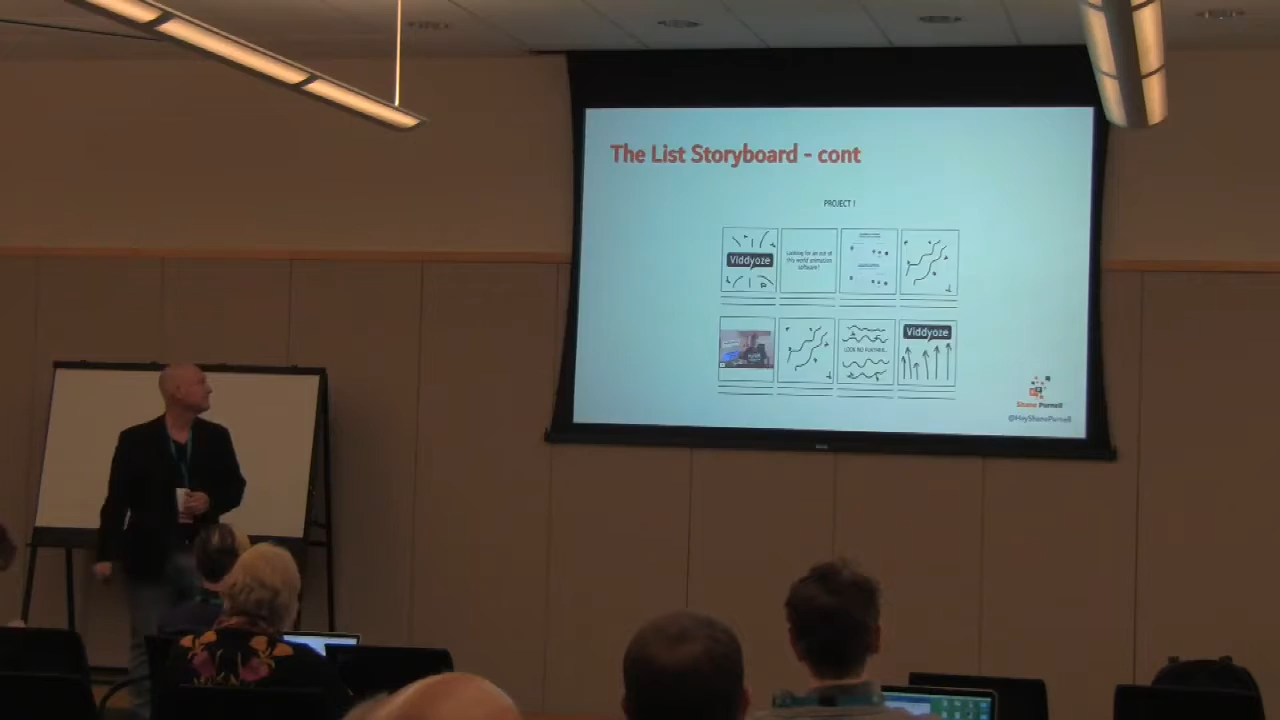 The List Storyboard - cont
PROJECT 1
Viddyoze
Looking for an out of
this world animation
software?
LOOK NO FURTHER...
Viddyoze
Shane Purnell
@HeyShanePurnell